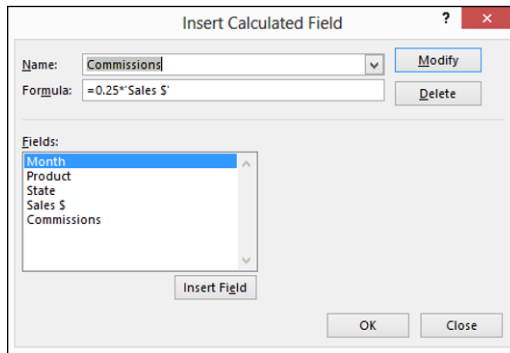 Insert Calculated Field ? ×
Name: Commissions Modify
Formula: =0.25*'Sales $' Delete
Fields:
Month
Product
State
Sales $
Commissions
Insert Field
OK Close